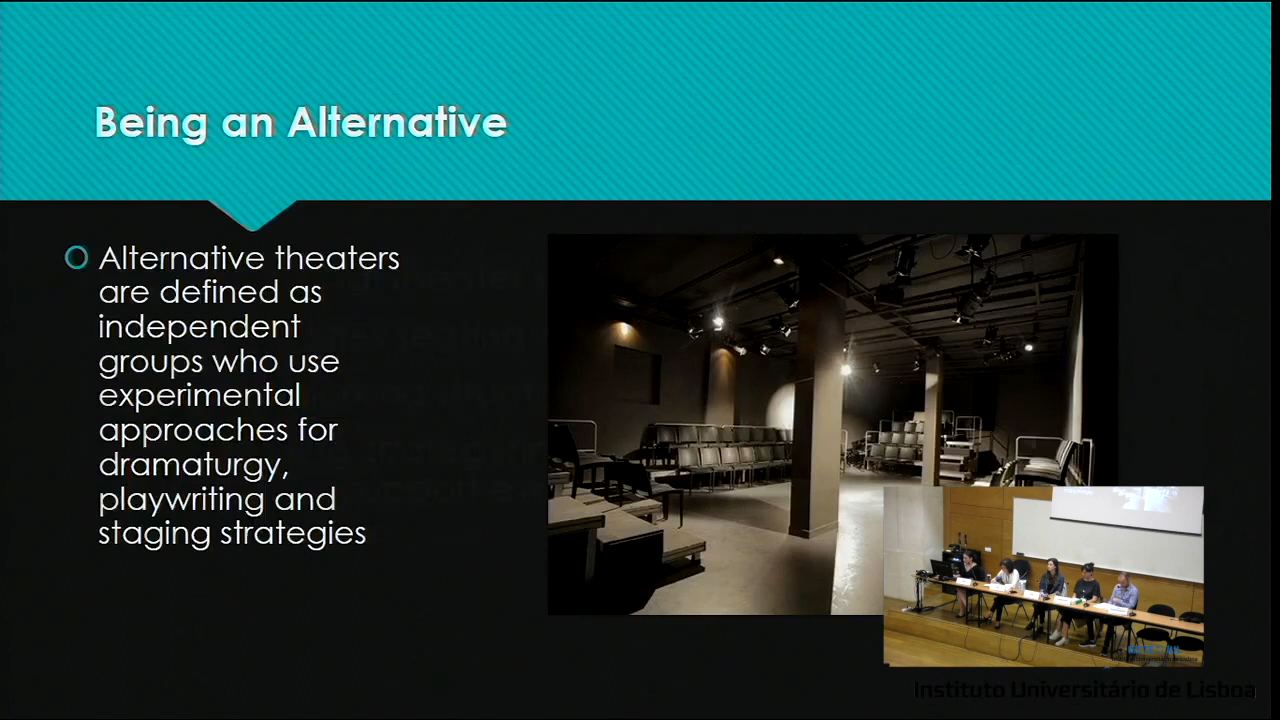 Being an Alternative
Alternative theaters
are defined as
independent
groups who use
experimental
approaches for
dramaturgy,
playwriting and
staging strategies
Instituto Universitário de Lisboa